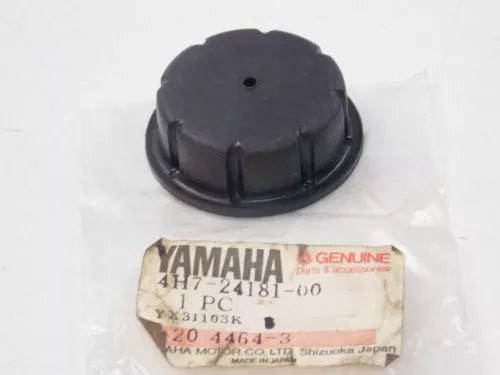 YAMAHA GENUINE
parts & accessories
4H7-24181-00
1 PC
YX31103K B
20 4464-3
AHA MOTOR CO., LTD. Shizuoka Japan
MADE IN JAPAN